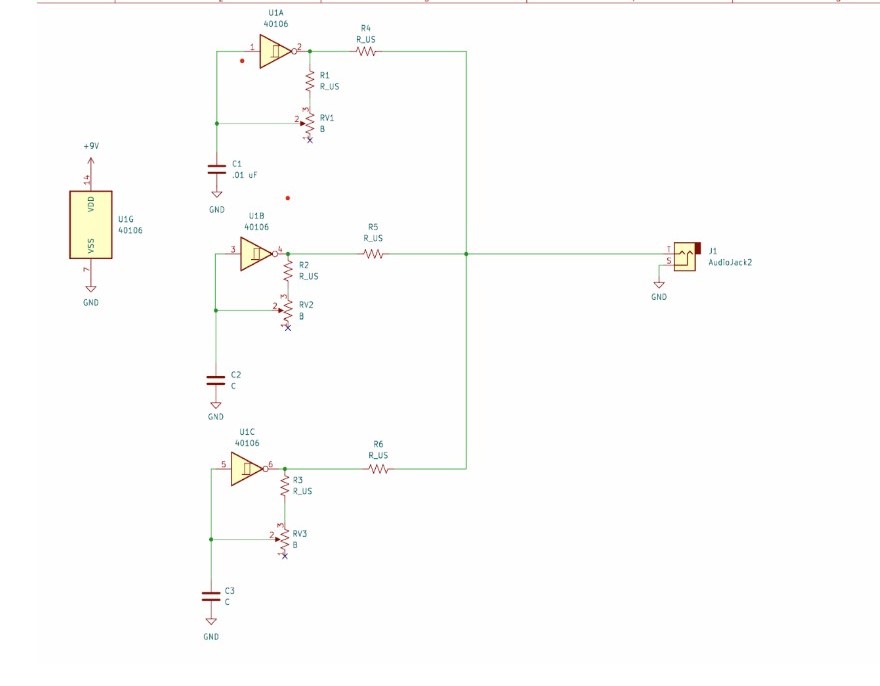 U1A
40106
1
2
R4
R_US
R1
R_US
3
2
RV1
B
1
+9V
14
VDD
VSS
7
U1G
40106
GND
C1
.01 uF
GND
U1B
40106
3
4
R5
R_US
R2
R_US
3
2
RV2
B
1
T
S
J1
AudioJack2
GND
C2
C
GND
U1C
40106
5
6
R6
R_US
R3
R_US
3
2
RV3
B
1
C3
C
GND